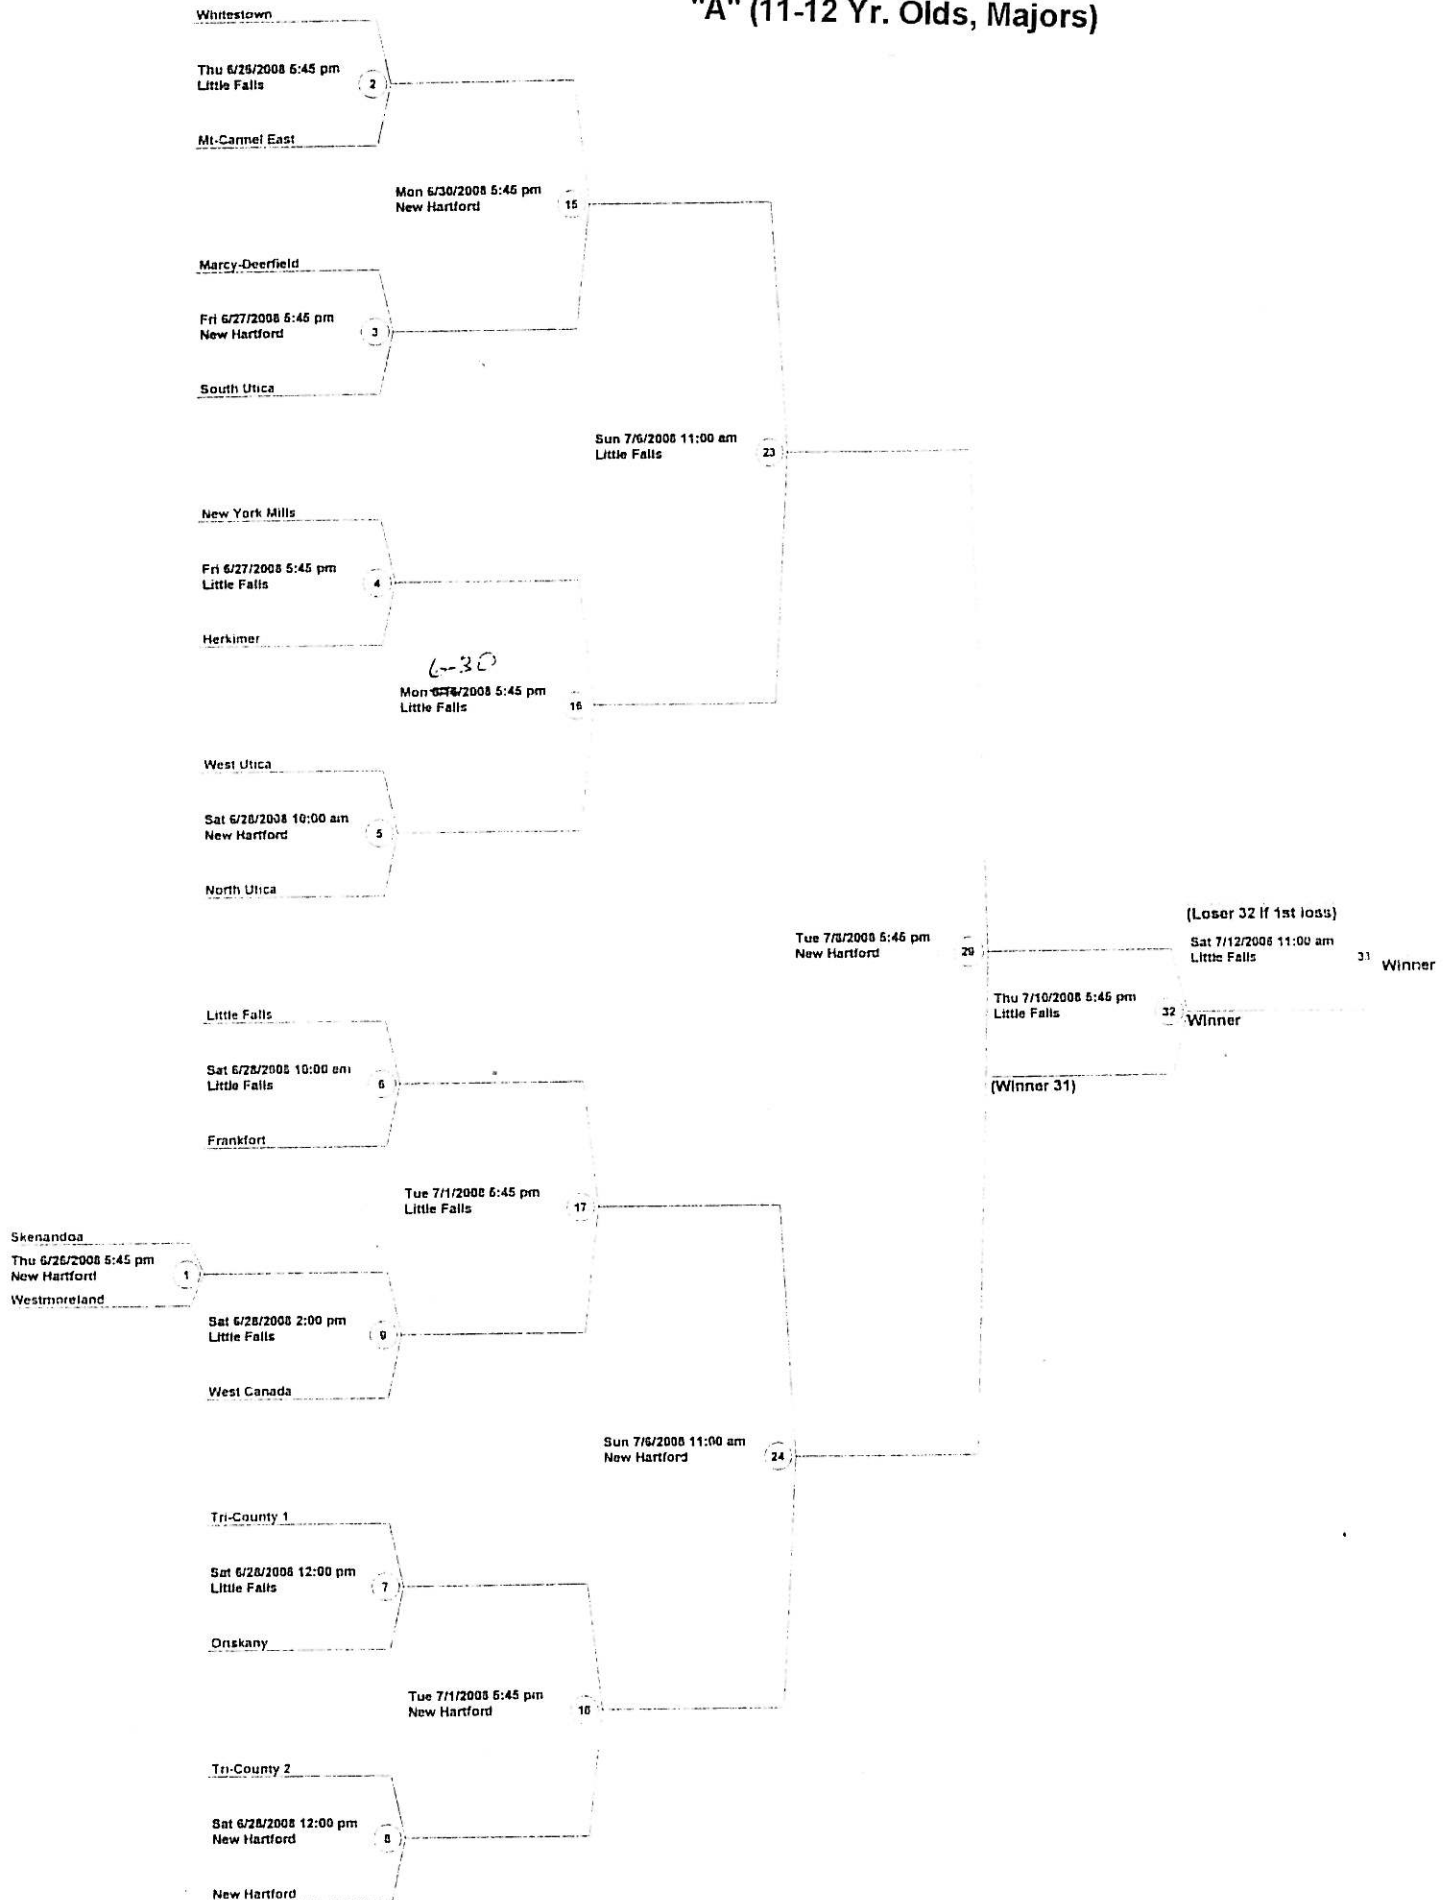 "A" (11-12 Yr. Olds, Majors)
Whitestown
Thu 6/26/2008 5:45 pm
Little Falls
2
Mt-Carmel East
Mon 6/30/2008 5:45 pm
New Hartford
15
Marcy-Deerfield
Fri 6/27/2008 5:45 pm
New Hartford
3
South Utica
Sun 7/6/2008 11:00 am
Little Falls
23
New York Mills
Fri 6/27/2008 5:45 pm
Little Falls
4
Herkimer
6-30
Mon /2008 5:45 pm
Little Falls
16
West Utica
Sat 6/28/2008 10:00 am
New Hartford
5
North Utica
(Loser 32 if 1st loss)
Tue 7/8/2008 5:45 pm
New Hartford
29
Sat 7/12/2008 11:00 am
Little Falls
Winner
Thu 7/10/2008 5:45 pm
Little Falls
32
Winner
(Winner 31)
Little Falls
Sat 6/28/2008 10:00 am
Little Falls
6
Frankfort
Tue 7/1/2008 5:45 pm
Little Falls
17
Skenandoa
Thu 6/26/2008 5:45 pm
New Hartford
1
Westmoreland
Sat 6/28/2008 2:00 pm
Little Falls
9
West Canada
Sun 7/6/2008 11:00 am
New Hartford
24
Tri-County 1
Sat 6/28/2008 12:00 pm
Little Falls
7
Oriskany
Tue 7/1/2008 5:45 pm
New Hartford
18
Tri-County 2
Sat 6/28/2008 12:00 pm
New Hartford
8
New Hartford